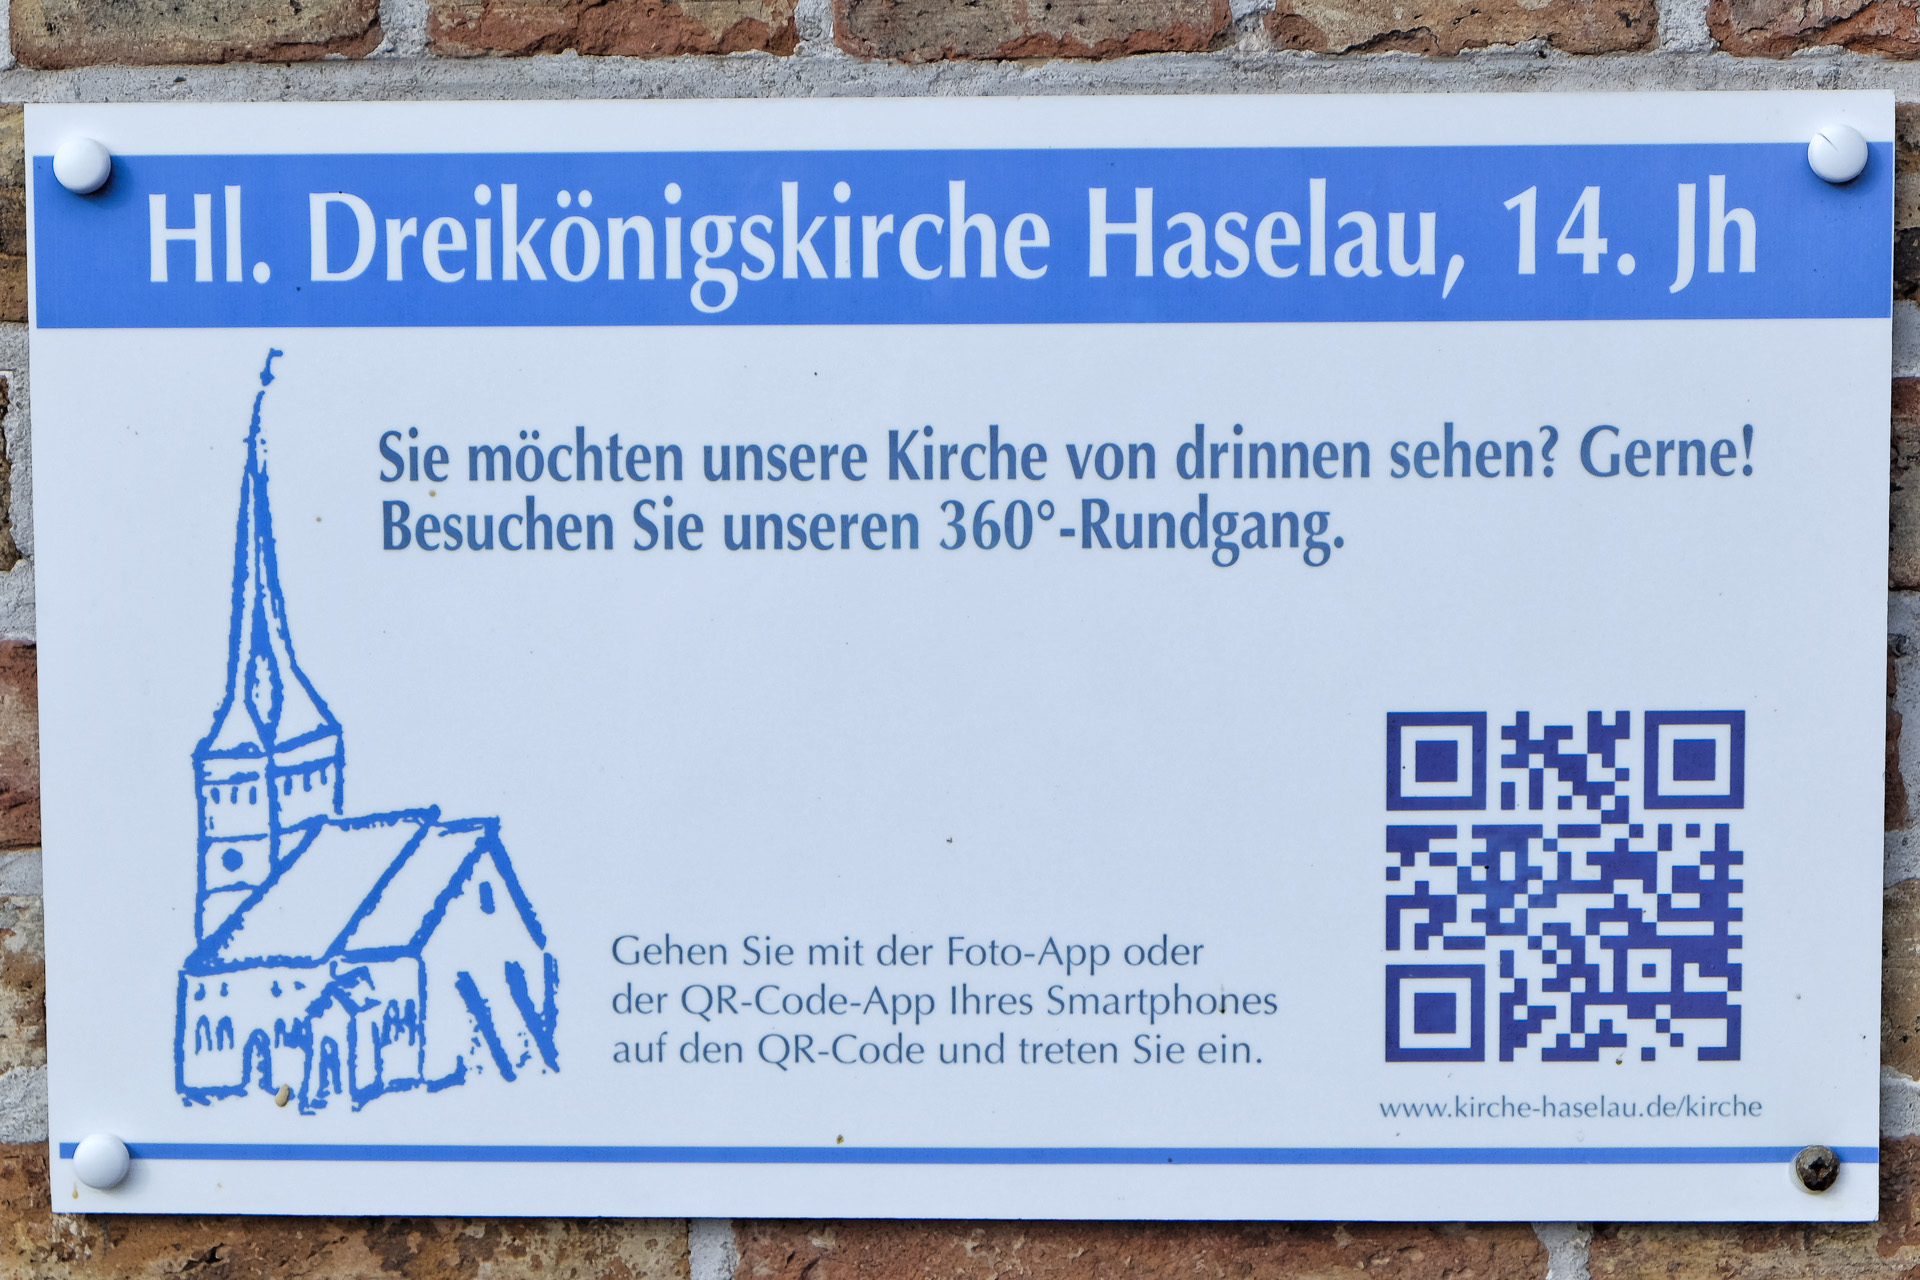 Hl. Dreikönigskirche Haselau, 14. Jh
Sie möchten unsere Kirche von drinnen sehen? Gerne!
Besuchen Sie unseren 360°-Rundgang.
Gehen Sie mit der Foto-App oder
der QR-Code-App Ihres Smartphones
auf den QR-Code und treten Sie ein.
www.kirche-haselau.de/kirche